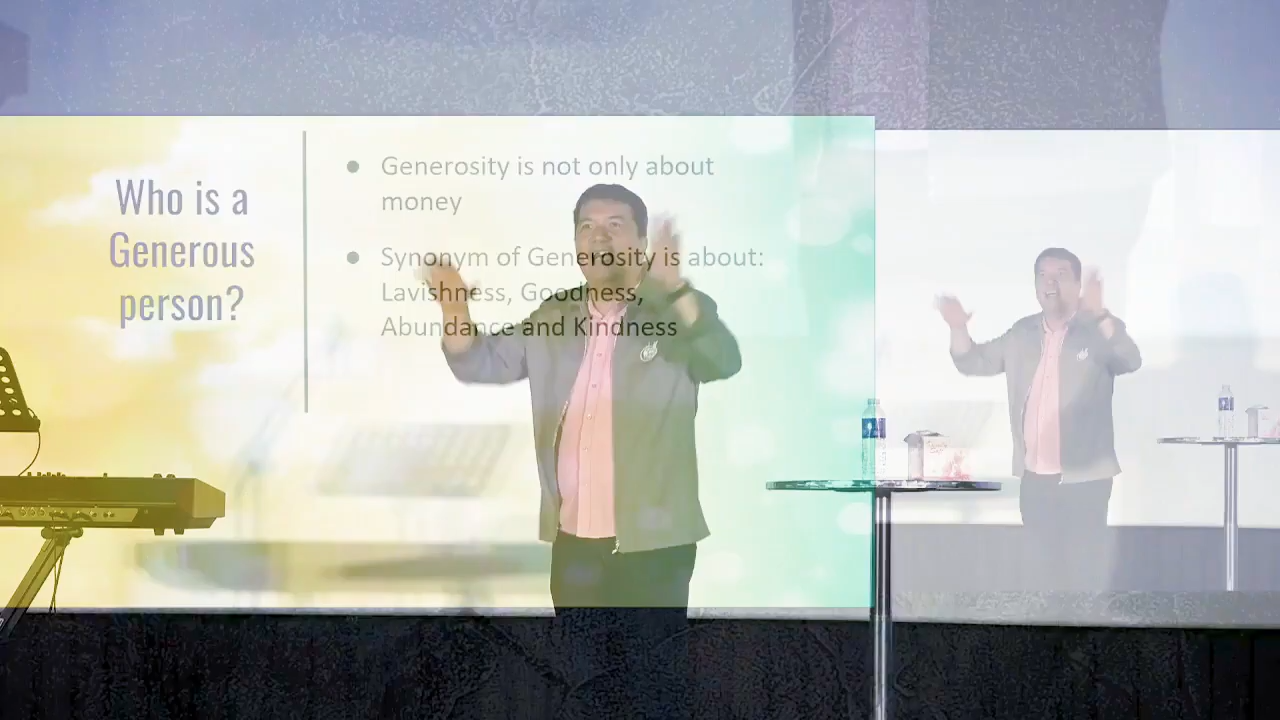 Who is a
Generous
person?
● Generosity is not only about
money
● Synonym of Generosity is about:
Lavishness, Goodness,
Abundance and Kindness